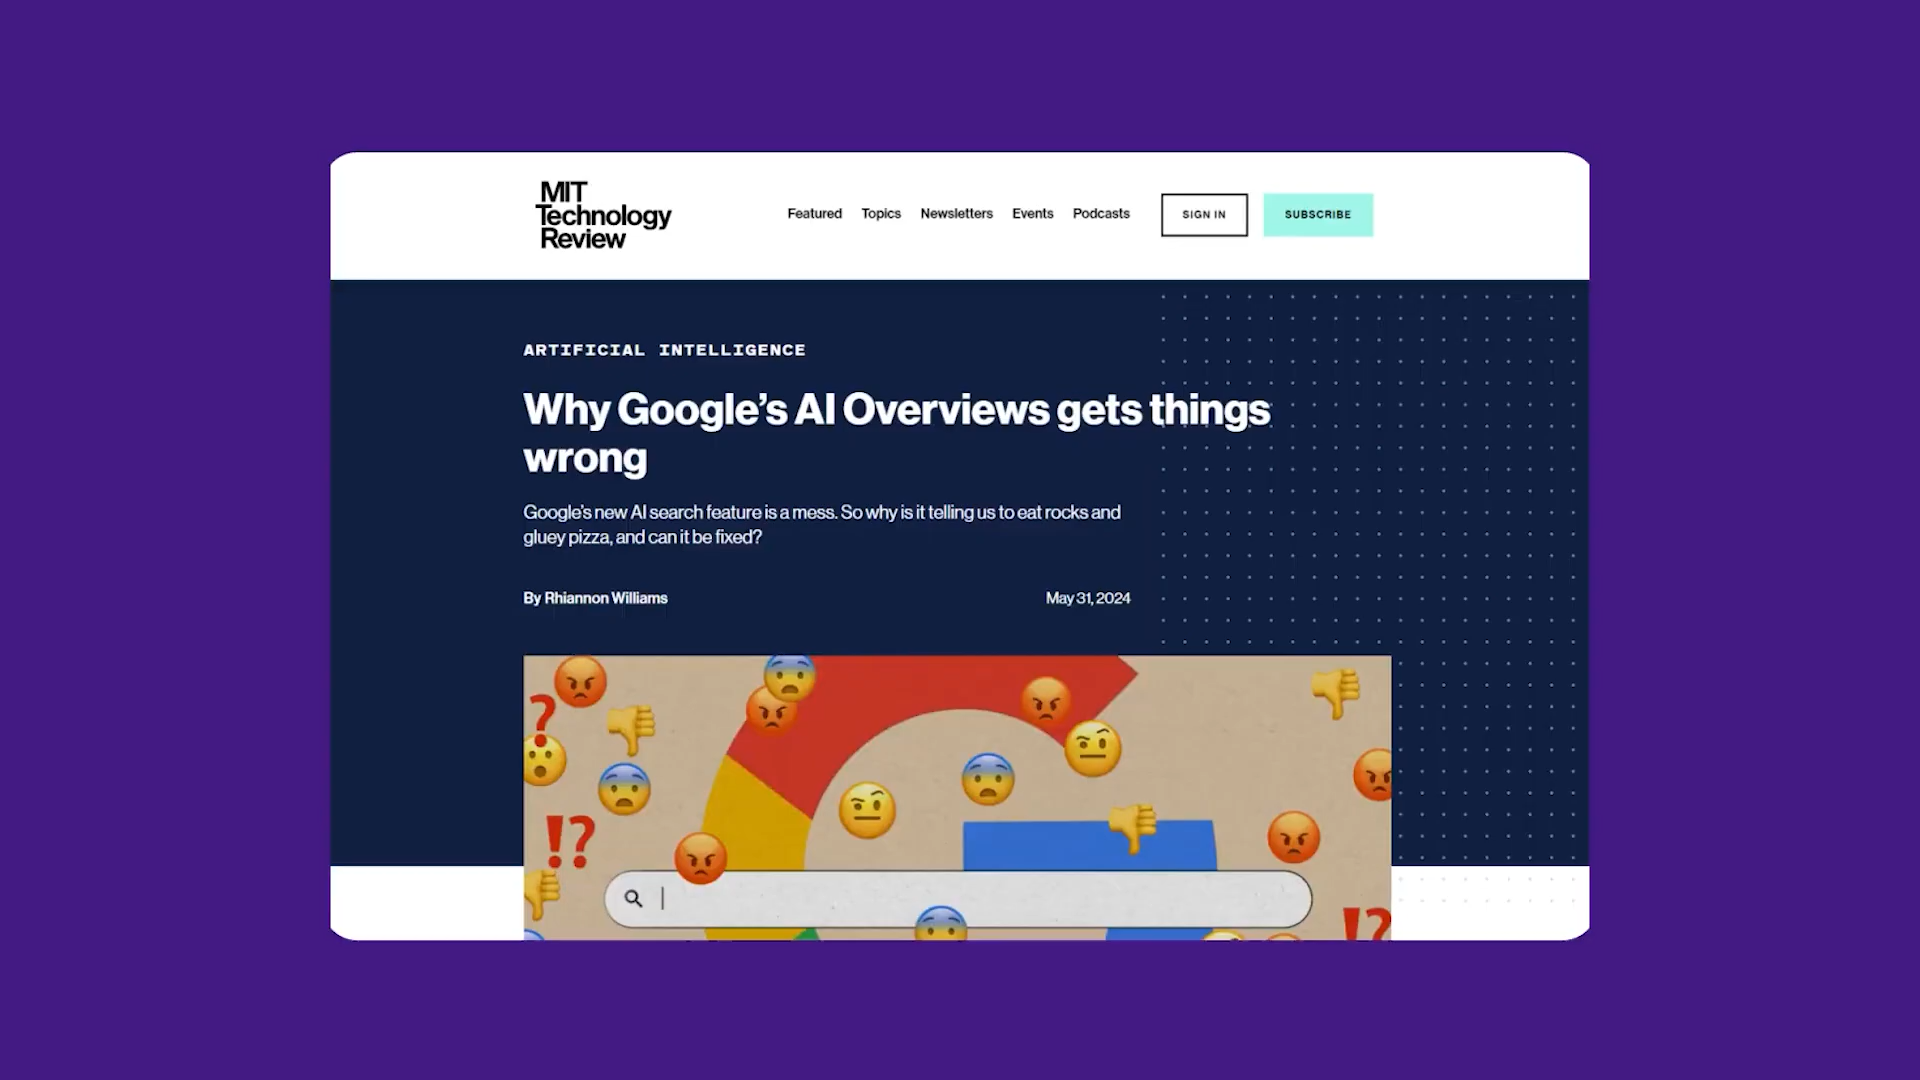 MIT
Technology
Review
Featured Topics Newsletters Events Podcasts SIGN IN SUBSCRIBE
ARTIFICIAL INTELLIGENCE
Why Google’s AI Overviews gets things
wrong
Google’s new AI search feature is a mess. So why is it telling us to eat rocks and
gluey pizza, and can it be fixed?
By Rhiannon Williams May 31, 2024
?
!?
!?